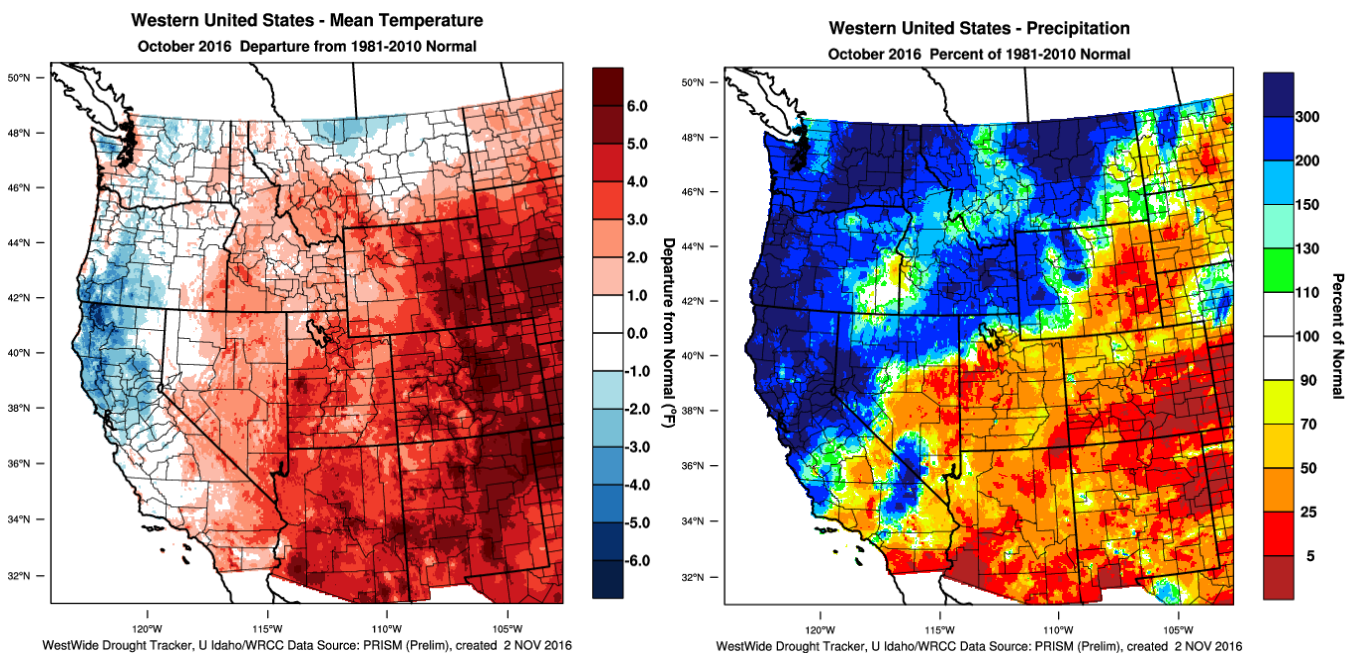 Western United States - Mean Temperature
October 2016 Departure from 1981-2010 Normal
50°N
48°N
46°N
44°N
42°N
40°N
38°N
36°N
34°N
32°N
120°W
115°W
110°W
105°W
6.0
5.0
4.0
3.0
2.0
1.0
0.0
-1.0
-2.0
-3.0
-4.0
-5.0
-6.0
Departure from Normal (°F)
WestWide Drought Tracker, U Idaho/WRCC Data Source: PRISM (Prelim), created 2 NOV 2016
Western United States - Precipitation
October 2016 Percent of 1981-2010 Normal
50°N
48°N
46°N
44°N
42°N
40°N
38°N
36°N
34°N
32°N
120°W
115°W
110°W
105°W
300
200
150
130
110
100
90
70
50
25
5
Percent of Normal
WestWide Drought Tracker, U Idaho/WRCC Data Source: PRISM (Prelim), created 2 NOV 2016